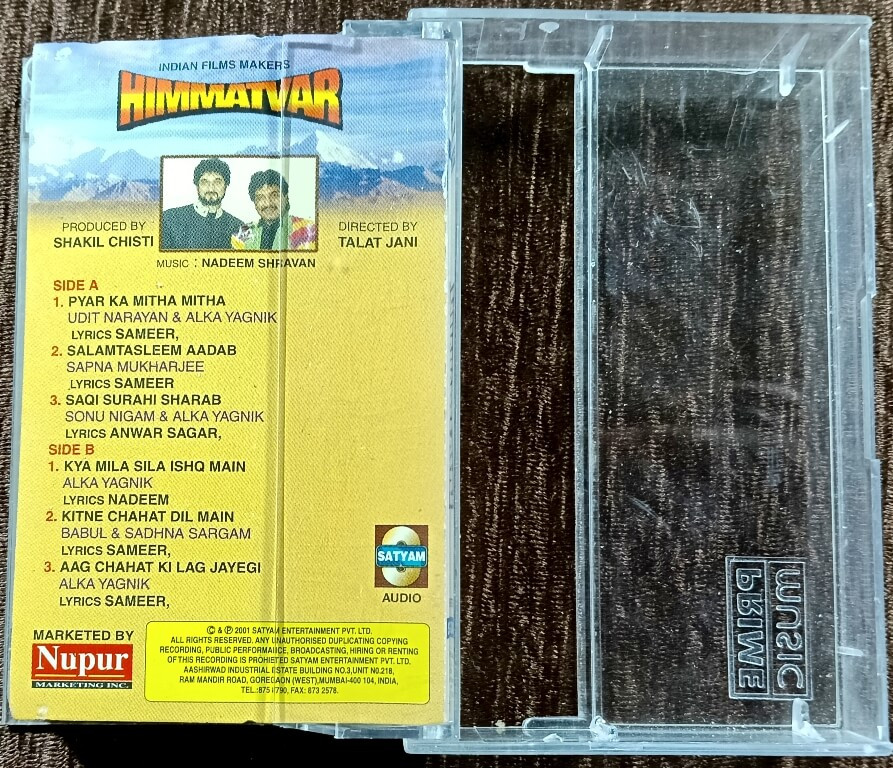 INDIAN FILMS MAKERS
HIMMATVAR
PRODUCED BY
SHAKIL CHISTI
DIRECTED BY
TALAT JANI
MUSIC : NADEEM SHRAVAN
SIDE A
1. PYAR KA MITHA MITHA
UDIT NARAYAN & ALKA YAGNIK
LYRICS SAMEER,
2. SALAMTASLEEM AADAB
SAPNA MUKHARJEE
LYRICS SAMEER
3. SAQI SURAHI SHARAB
SONU NIGAM & ALKA YAGNIK
LYRICS ANWAR SAGAR,
SIDE B
1. KYA MILA SILA ISHQ MAIN
ALKA YAGNIK
LYRICS NADEEM
2. KITNE CHAHAT DIL MAIN
BABUL & SADHNA SARGAM
LYRICS SAMEER,
3. AAG CHAHAT KI LAG JAYEGI
ALKA YAGNIK
LYRICS SAMEER,
SATYAM
AUDIO
MARKETED BY
Nupur
MARKETING INC.
© & ℗ 2001 SATYAM ENTERTAINMENT PVT. LTD.
ALL RIGHTS RESERVED. ANY UNAUTHORISED DUPLICATING COPYING
RECORDING, PUBLIC PERFORMANCE, BROADCASTING, HIRING OR RENTING
OF THIS RECORDING IS PROHIETED SATYAM ENTERTAINMENT PVT. LTD.
AASHIRWAD INDUSTRIAL ESTATE BUILDING NO.3,UNIT NO.218,
RAM MANDIR ROAD, GOREGAON (WEST),MUMBAI-400 104, INDIA,
TEL.:875 6790, FAX: 873 2578.
MUSIC
PRIME